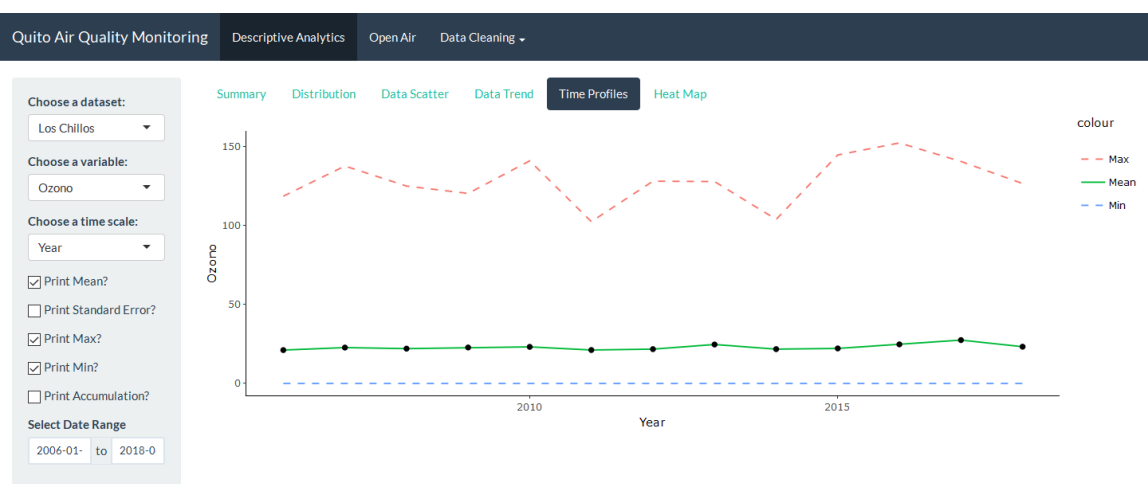 Quito Air Quality Monitoring Descriptive Analytics Open Air Data Cleaning
Choose a dataset:
Los Chillos
Choose a variable:
Ozono
Choose a time scale:
Year
Print Mean?
Print Standard Error?
Print Max?
Print Min?
Print Accumulation?
Select Date Range
2006-01- to 2018-0
Summary Distribution Data Scatter Data Trend Time Profiles Heat Map
150
100
50
0
Ozono
2010 2015
Year
colour
Max
Mean
Min